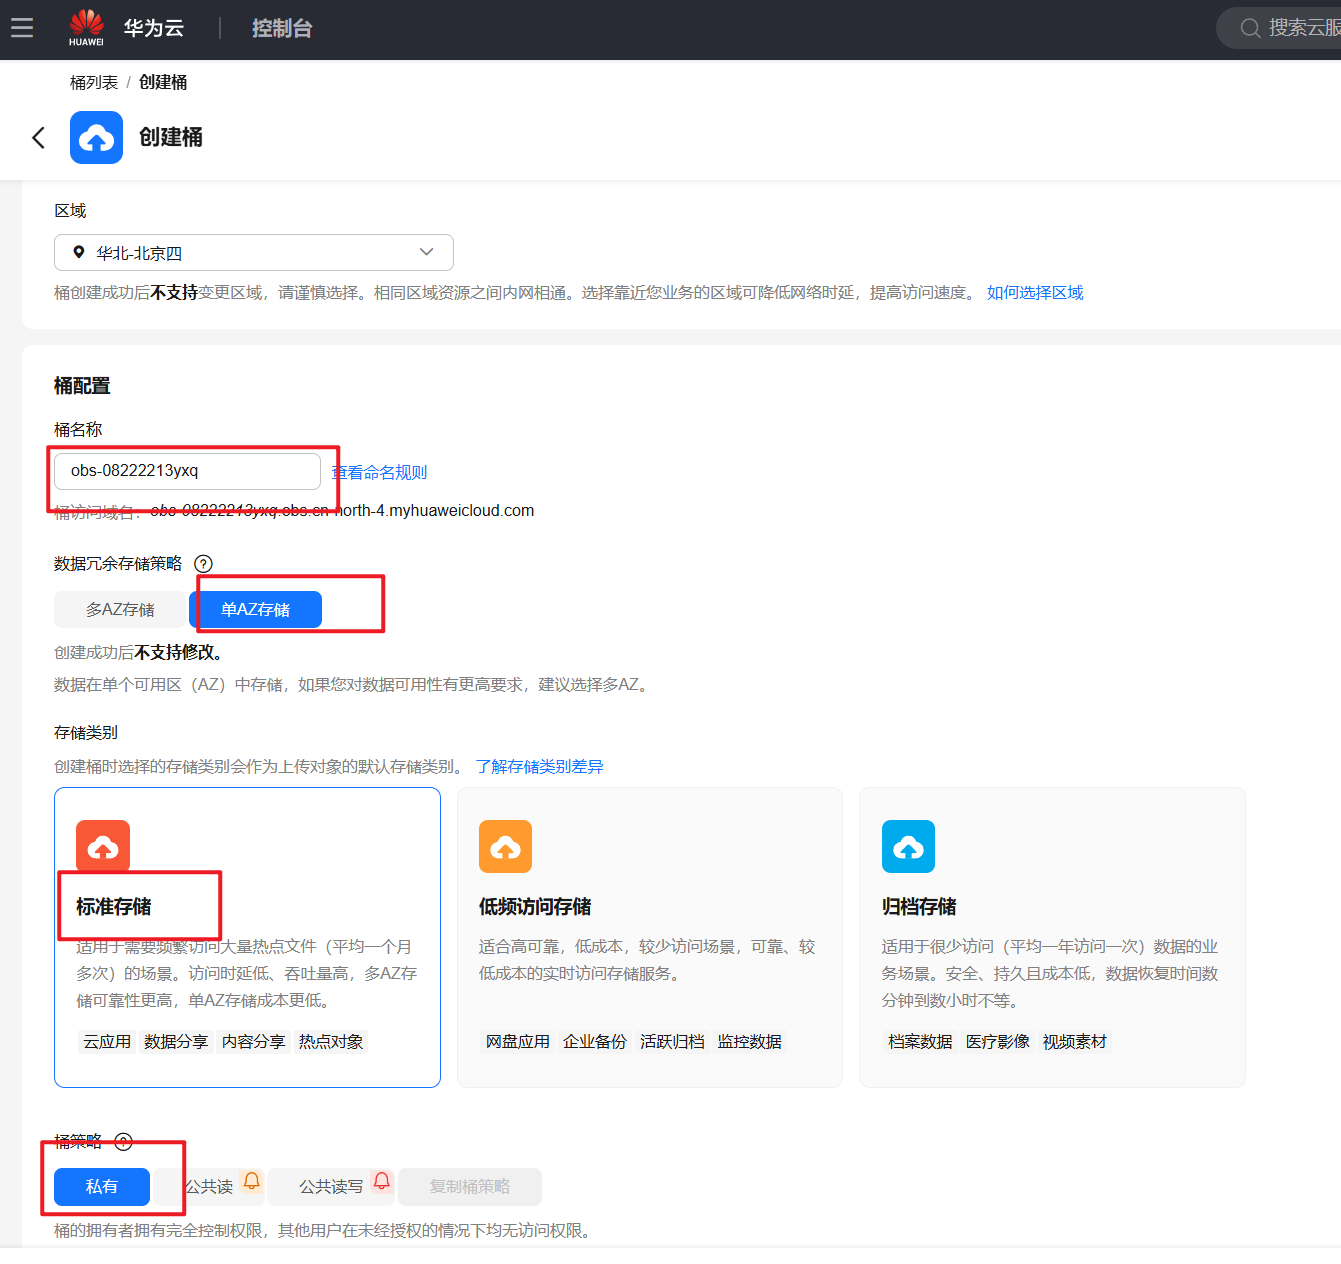 HUAWEI 华为云 | 控制台 搜索云服
桶列表 / 创建桶
创建桶
区域
华北-北京四
桶创建成功后不支持变更区域，请谨慎选择。相同区域资源之间内网相通。选择靠近您业务的区域可降低网络时延，提高访问速度。 如何选择区域
桶配置
桶名称
obs-08222213yxq 查看命名规则
桶访问域名：obs-08222213yxq.obs.cn-north-4.myhuaweicloud.com
数据冗余存储策略 ?
多AZ存储 单AZ存储
创建成功后不支持修改。
数据在单个可用区（AZ）中存储，如果您对数据可用性有更高要求，建议选择多AZ。
存储类别
创建桶时选择的存储类别会作为上传对象的默认存储类别。 了解存储类别差异
标准存储
适用于需要频繁访问大量热点文件（平均一个月
多次）的场景。访问时延低、吞吐量高，多AZ存
储可靠性更高，单AZ存储成本更低。
云应用 数据分享 内容分享 热点对象
低频访问存储
适合高可靠，低成本，较少访问场景，可靠、较
低成本的实时访问存储服务。
网盘应用 企业备份 活跃归档 监控数据
归档存储
适用于很少访问（平均一年访问一次）数据的业
务场景。安全、持久且成本低，数据恢复时间数
分钟到数小时不等。
档案数据 医疗影像 视频素材
桶策略 ?
私有 公共读 公共读写 复制桶策略
桶的拥有者拥有完全控制权限，其他用户在未经授权的情况下均无访问权限。